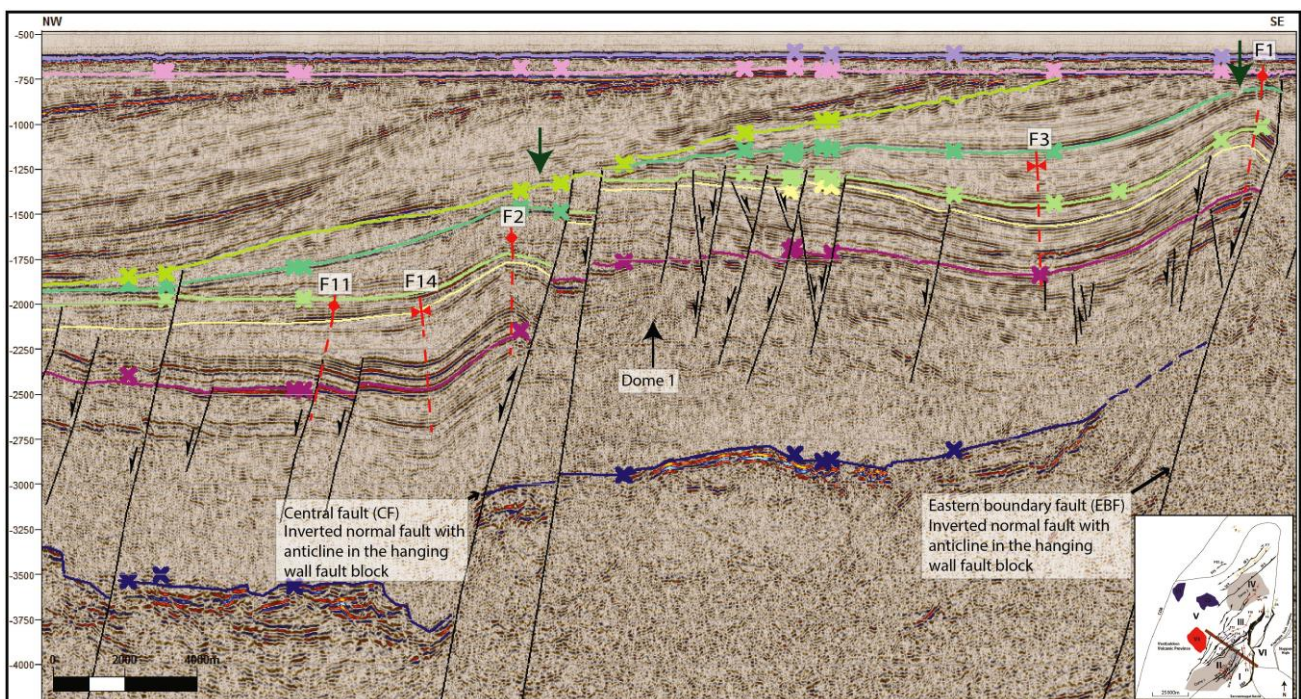 NW
SE
-500
-750
-1000
-1250
-1500
-1750
-2000
-2250
-2500
-2750
-3000
-3250
-3500
-3750
-4000
F1
F3
F2
F14
F11
Dome 1
Central fault (CF)
Inverted normal fault with
anticline in the hanging
wall fault block
Eastern boundary fault (EBF)
Inverted normal fault with
anticline in the hanging
wall fault block
0 2000 4000m
IV
V
III
VI
II
I
N